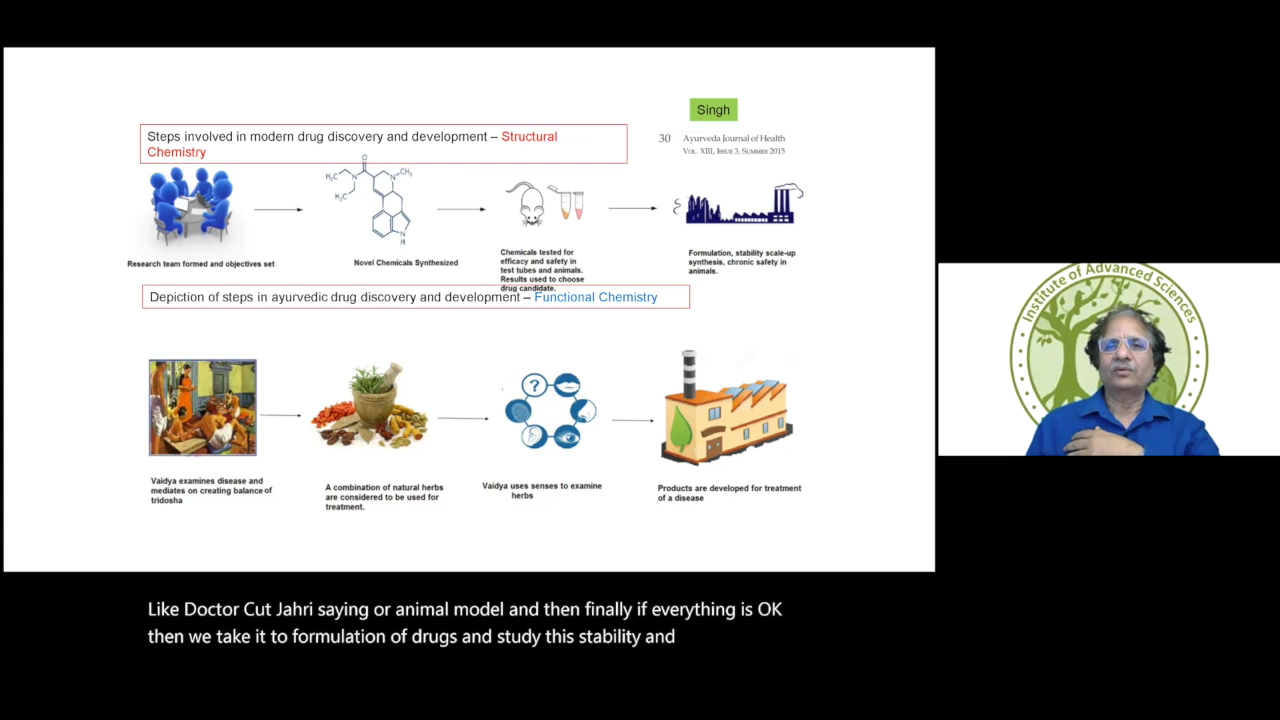 Singh
Steps involved in modern drug discovery and development – Structural
Chemistry
30 Ayurveda Journal of Health
Vol. XIII, Issue 3, Summer 2015
O
H₃C
N
N
CH₃
H₃C
N
H
Research team formed and objectives set
Novel Chemicals Synthesized
Chemicals tested for
efficacy and safety in
test tubes and animals.
Results used to choose
drug candidate.
Formulation, stability scale-up
synthesis, chronic safety in
animals.
Depiction of steps in ayurvedic drug discovery and development – Functional Chemistry
?
Vaidya examines disease and
mediates on creating balance of
tridosha
A combination of natural herbs
are considered to be used for
treatment.
Vaidya uses senses to examine
herbs
Products are developed for treatment
of a disease
Institute of Advanced Sciences
Like Doctor Cut Jahri saying or animal model and then finally if everything is OK
then we take it to formulation of drugs and study this stability and